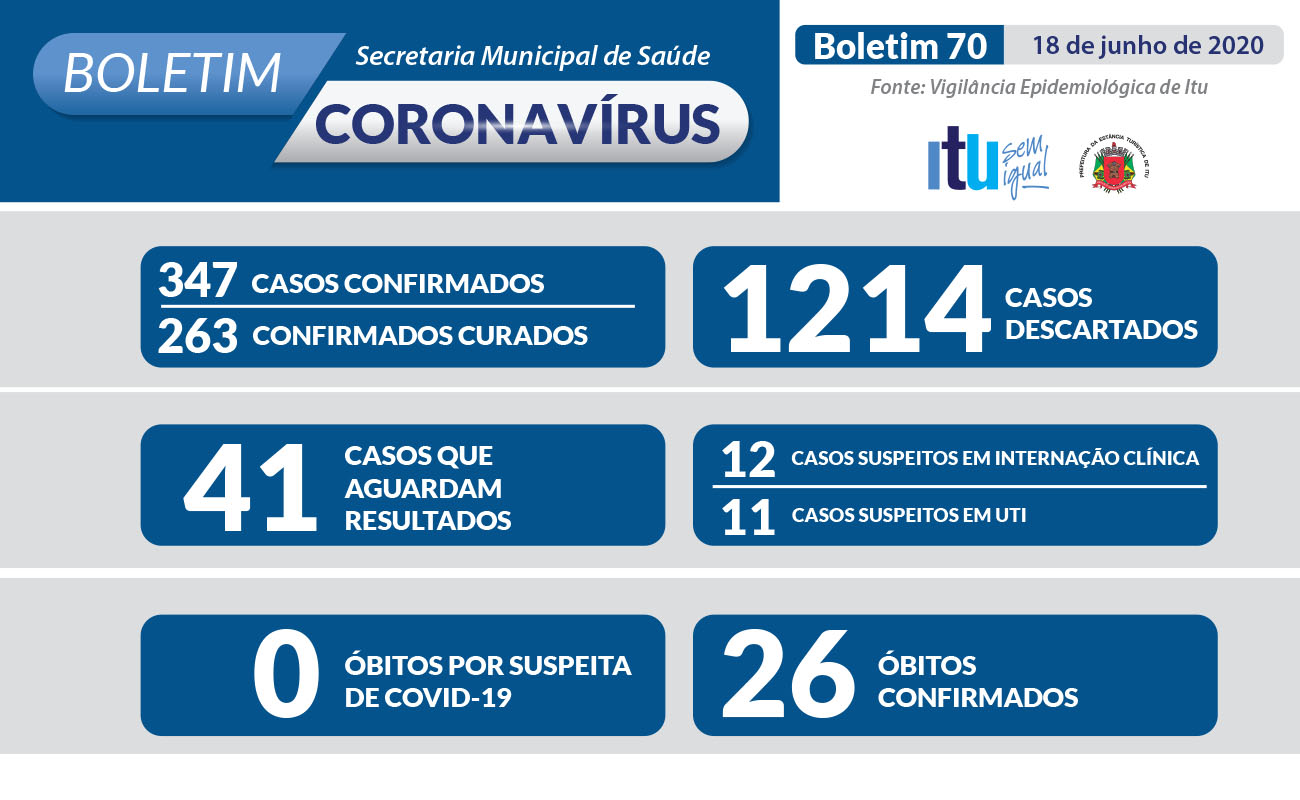 BOLETIM
Secretaria Municipal de Saúde
CORONAVÍRUS
Boletim 70
18 de junho de 2020
Fonte: Vigilância Epidemiológica de Itu
itu sem igual
PREFEITURA DA ESTÂNCIA TURÍSTICA DE ITU
347 CASOS CONFIRMADOS
263 CONFIRMADOS CURADOS
1214 CASOS
DESCARTADOS
41 CASOS QUE
AGUARDAM
RESULTADOS
12 CASOS SUSPEITOS EM INTERNAÇÃO CLÍNICA
11 CASOS SUSPEITOS EM UTI
0 ÓBITOS POR SUSPEITA
DE COVID-19
26 ÓBITOS
CONFIRMADOS